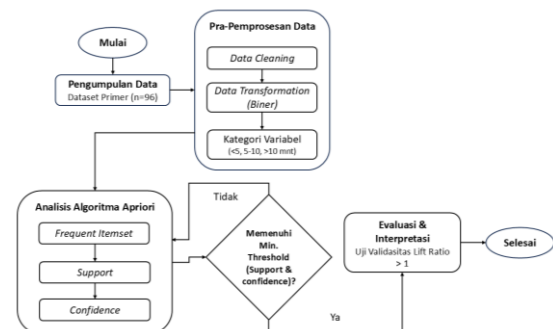 Mulai
Pengumpulan Data
Dataset Primer (n=96)
Pra-Pemprosesan Data
Data Cleaning
Data Transformation
(Biner)
Kategori Variabel
(<5, 5-10, >10 mnt)
Analisis Algoritma Apriori
Frequent Itemset
Support
Confidence
Tidak
Memenuhi
Min.
Threshold
(Support &
confidence)?
Ya
Evaluasi &
Interpretasi
Uji Validasitas Lift Ratio
> 1
Selesai